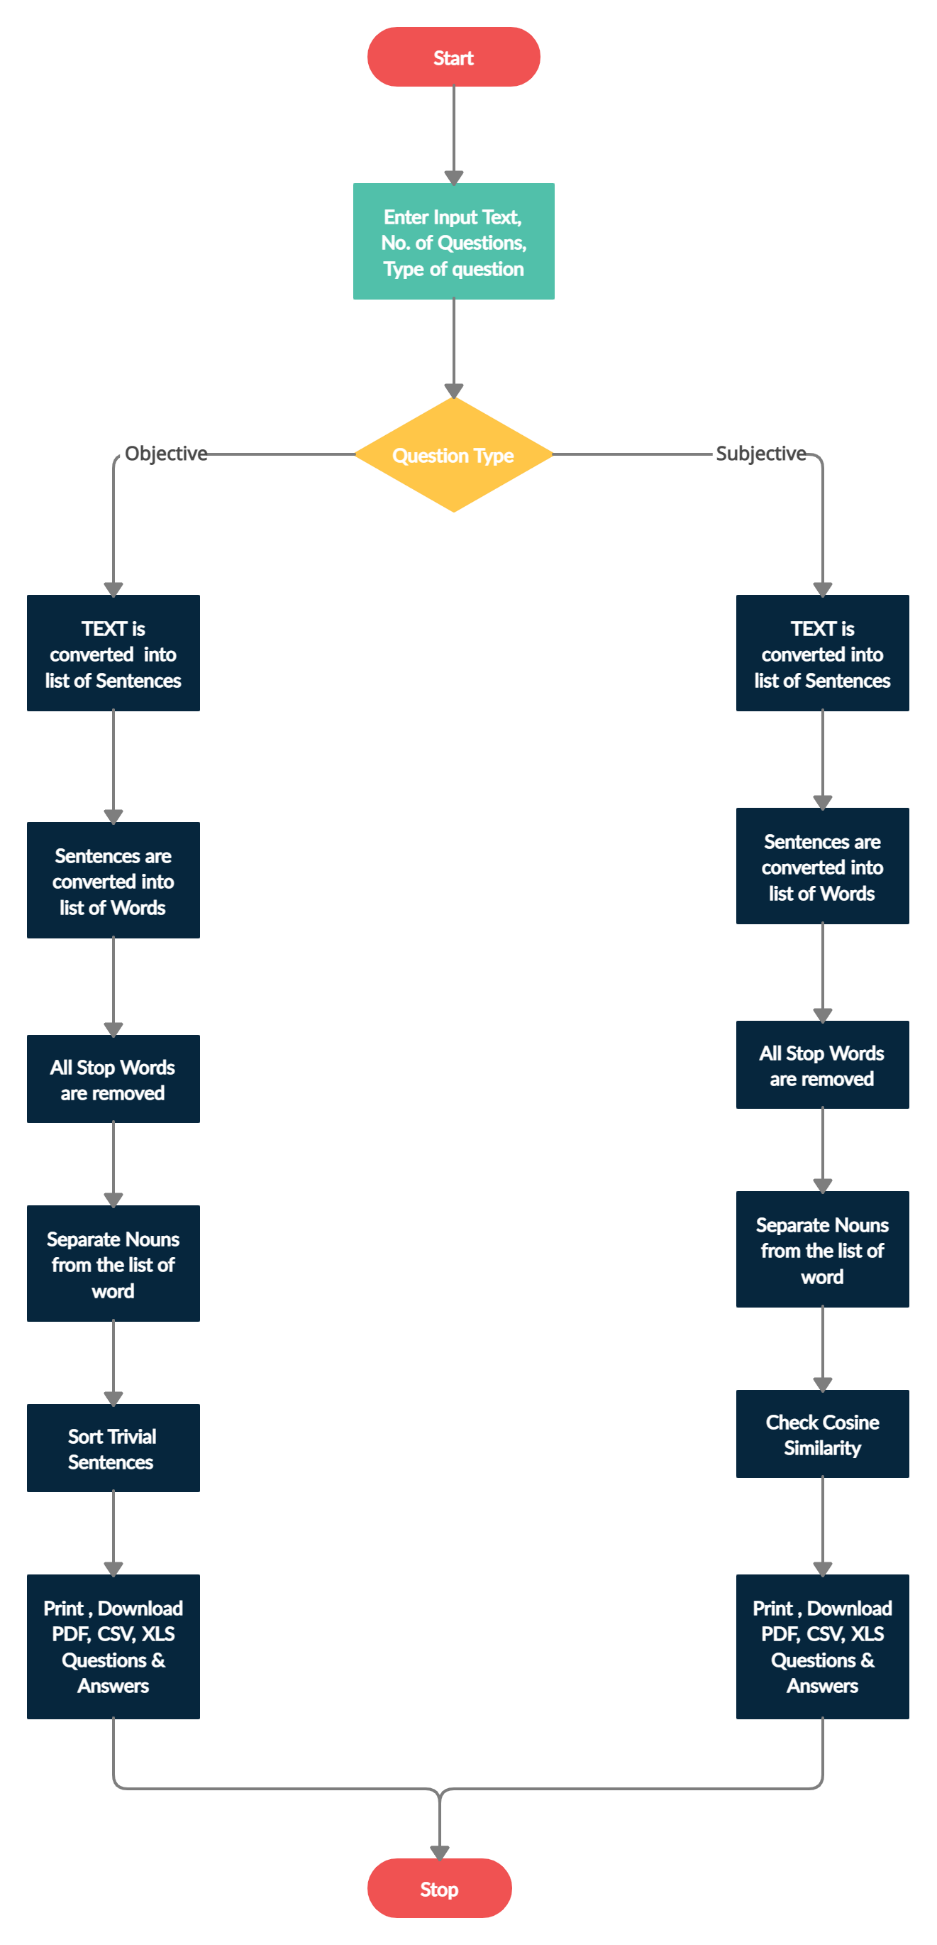 Start
Enter Input Text,
No. of Questions,
Type of question
Question Type
Objective
Subjective
TEXT is
converted  into
list of Sentences
Sentences are
converted into
list of Words
All Stop Words
are removed
Separate Nouns
from the list of
word
Sort Trivial
Sentences
Print , Download
PDF, CSV, XLS
Questions &
Answers
TEXT is
converted into
list of Sentences
Sentences are
converted into
list of Words
All Stop Words
are removed
Separate Nouns
from the list of
word
Check Cosine
Similarity
Print , Download
PDF, CSV, XLS
Questions &
Answers
Stop